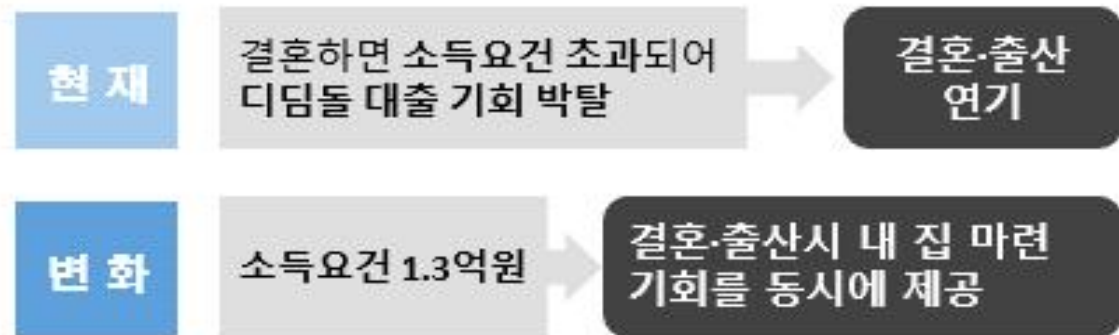 현 재
결혼하면 소득요건 초과되어
디딤돌 대출 기회 박탈
결혼·출산
연기
변 화
소득요건 1.3억원
결혼·출산시 내 집 마련
기회를 동시에 제공